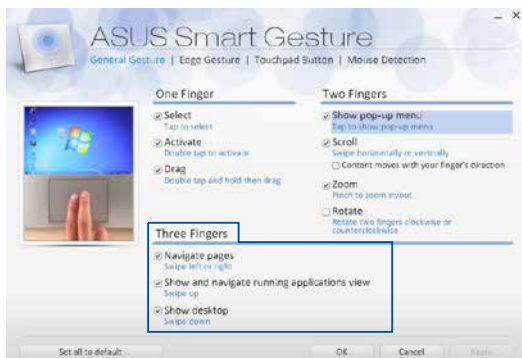 ASUS Smart Gesture
General Gesture | Edge Gesture | Touchpad Button | Mouse Detection
One Finger
Select
Tap to select
Activate
Double tap to activate
Drag
Double tap and hold then drag
Two Fingers
Show pop-up menu
Tap to show pop-up menu
Scroll
Swipe horizontally or vertically
Content moves with your finger's direction
Zoom
Pinch to zoom in/out
Rotate
Rotate two fingers clockwise or
counterclockwise
Three Fingers
Navigate pages
Swipe left or right
Show and navigate running applications view
Swipe up
Show desktop
Swipe down
Set all to default
OK
Cancel
Apply